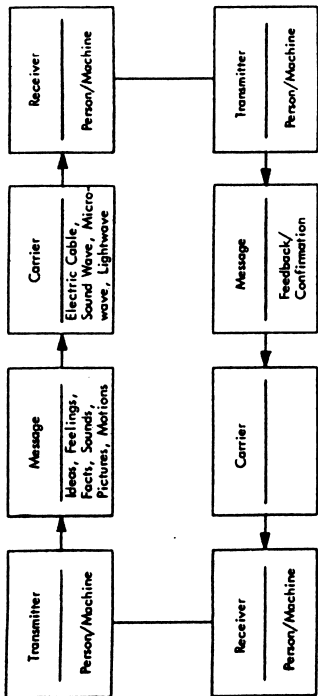 Transmitter
Person/Machine
Message
Ideas, Feelings,
Facts, Sounds,
Pictures, Motions
Carrier
Electric Cable,
Sound Wave, Micro-
wave, Lightwave
Receiver
Person/Machine
Receiver
Person/Machine
Carrier
Message
Feedback/
Confirmation
Transmitter
Person/Machine